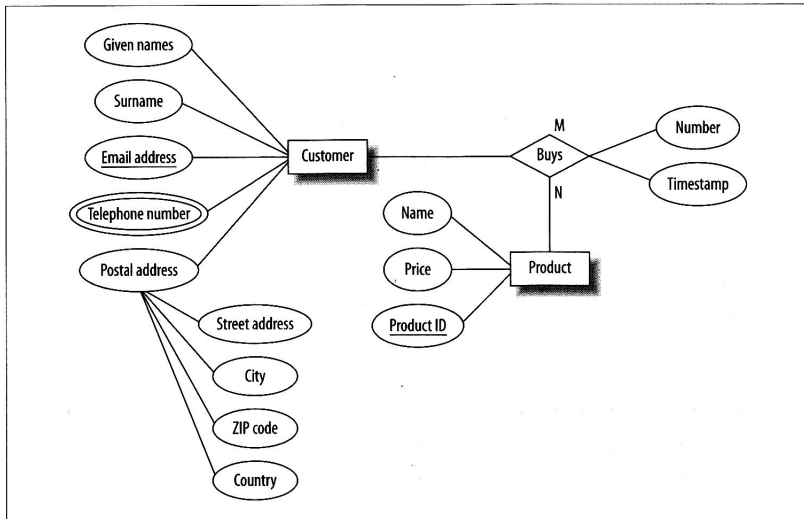 Given names
Surname
Email address
Telephone number
Postal address
Street address
City
ZIP code
Country
Customer
M
Buys
N
Number
Timestamp
Name
Price
Product ID
Product